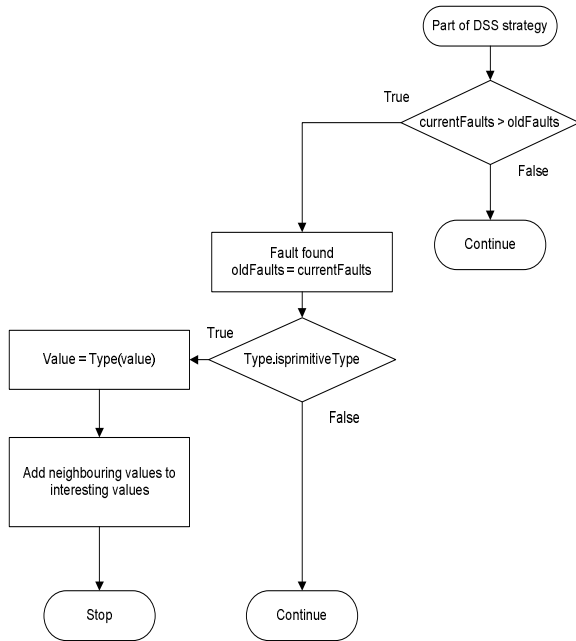 Part of DSS strategy
True
currentFaults > oldFaults
False
Continue
Fault found
oldFaults = currentFaults
True
Value = Type(value)
Type.isprimitiveType
False
Add neighbouring values to
interesting values
Stop
Continue